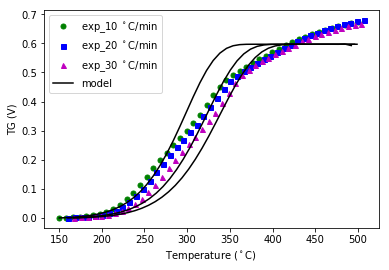 0.7
0.6
0.5
0.4
0.3
0.2
0.1
0.0
TG (V)
exp_10 °C/min
exp_20 °C/min
exp_30 °C/min
model
150 200 250 300 350 400 450 500
Temperature (°C)